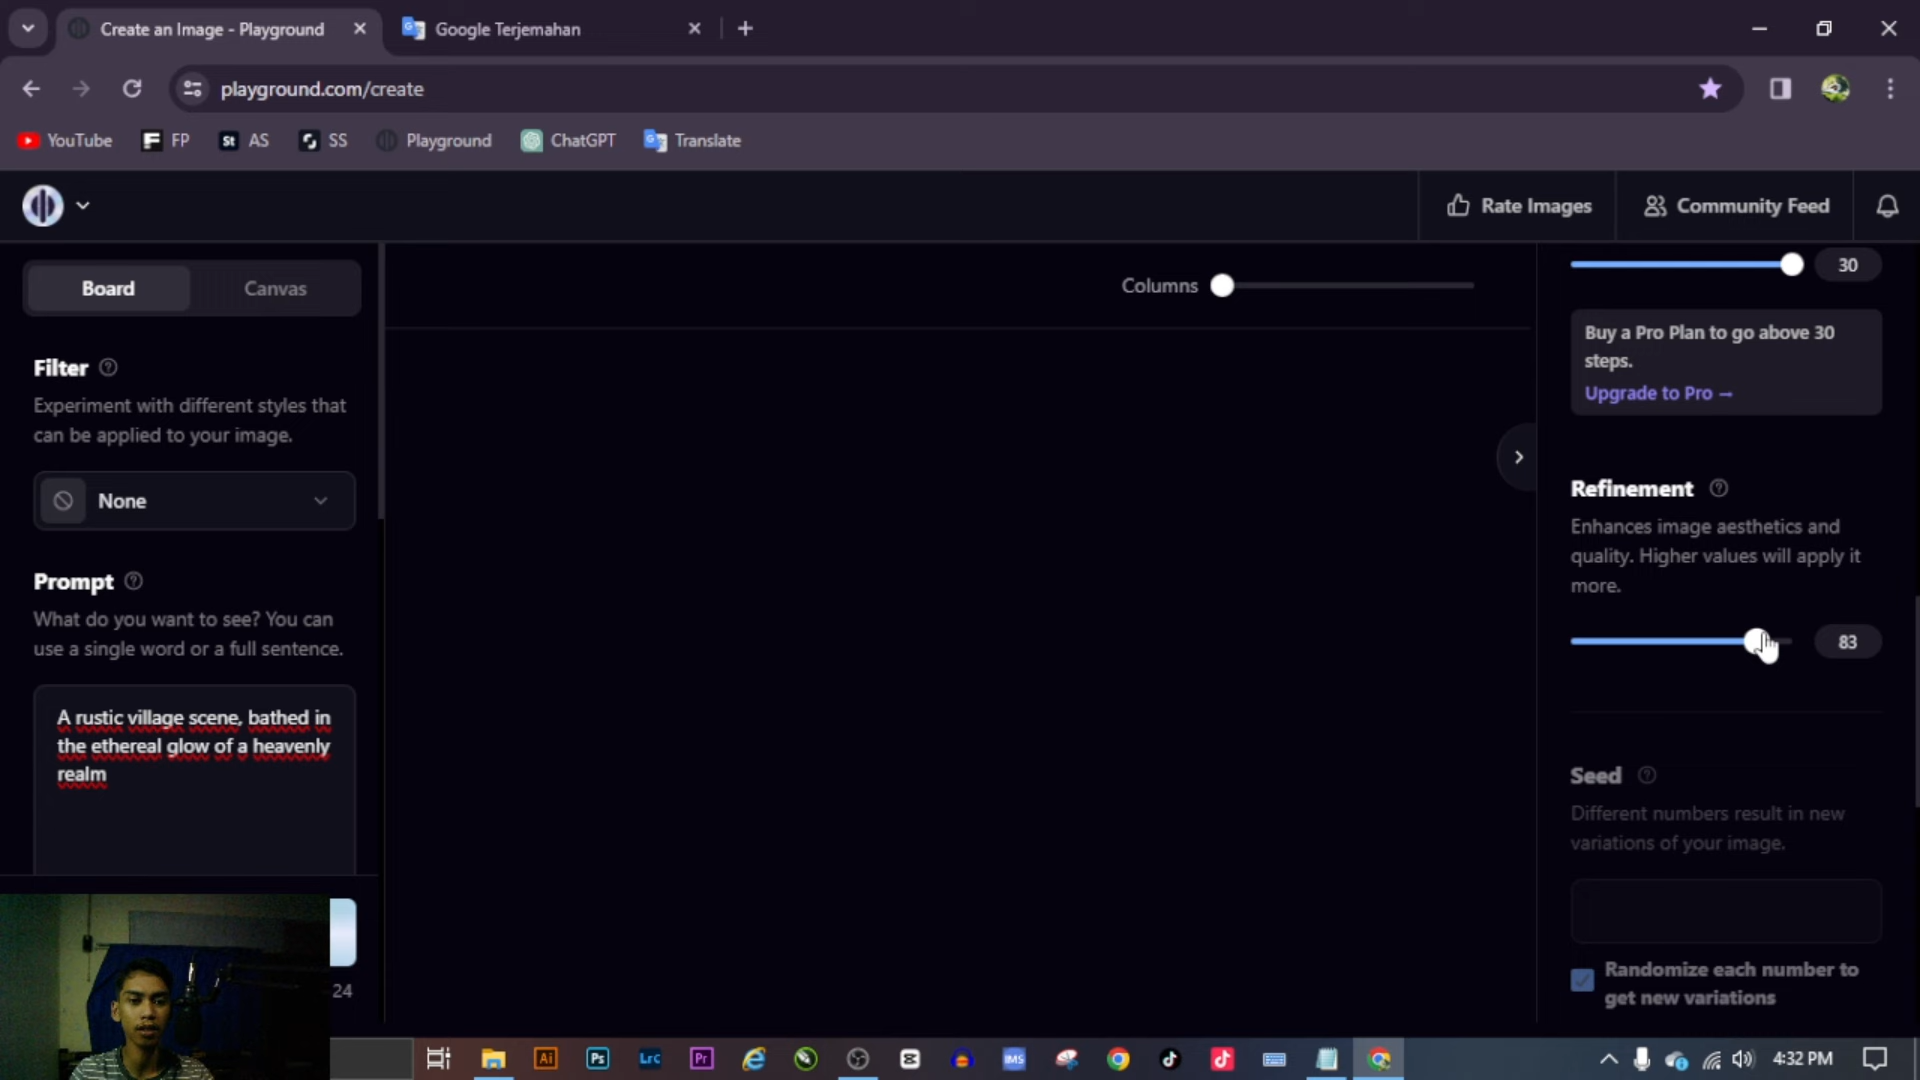 Create an Image - Playground
Google Terjemahan
playground.com/create
YouTube
FP
AS
SS
Playground
ChatGPT
Translate
Rate Images
Community Feed
Board
Canvas
Columns
30
Filter
Experiment with different styles that
can be applied to your image.
None
Prompt
What do you want to see? You can
use a single word or a full sentence.
A rustic village scene, bathed in
the ethereal glow of a heavenly
realm
24
Buy a Pro Plan to go above 30
steps.
Upgrade to Pro →
Refinement
Enhances image aesthetics and
quality. Higher values will apply it
more.
83
Seed
Different numbers result in new
variations of your image.
Randomize each number to
get new variations
Ai
Ps
LrC
Pr
IMS
4:32 PM